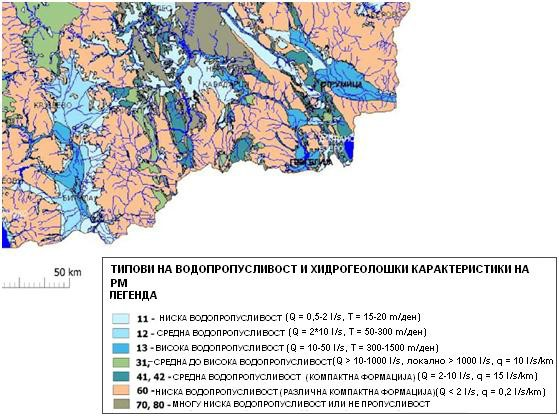 КРУШЕВО
КАВАДАРЦИ
СТРУМИЦА
ГЕВГЕЛИЈА
БИТОЛА
50 km
ТИПОВИ НА ВОДОПРОПУСЛИВОСТ И ХИДРОГЕОЛОШКИ КАРАКТЕРИСТИКИ НА
РМ
ЛЕГЕНДА
11 - НИСКА ВОДОПРОПУСЛИВОСТ (Q = 0,5-2 l/s, T = 15-20 m/ден)
12 - СРЕДНА ВОДОПРОПУСЛИВОСТ (Q = 2*10 l/s, T = 50-300 m/ден)
13 - ВИСОКА ВОДОПРОПУСЛИВОСТ (Q = 10-50 l/s, T = 300-1500 m/ден)
31,- СРЕДНА ДО ВИСОКА ВОДОПРОПУСЛИВОСТ(Q > 10-1000 l/s, локално > 1000 l/s, q = 10 l/s/km
41, 42 - СРЕДНА ВОДОПРОПУСЛИВОСТ (КОМПАКТНА ФОРМАЦИЈА) (Q = 2-10 l/s, q = 15 l/s/km)
60 - НИСКА ВОДОПРОПУСЛИВОСТ (РАЗЛИЧНА КОМПАКТНА ФОРМАЦИЈА)(Q < 2 l/s, q = 0,2 l/s/km)
70, 80 - МНОГУ НИСКА ВОДОПРОПУСЛИВОСТ ИЛИ НЕ ПРОПУСЛИВОСТ